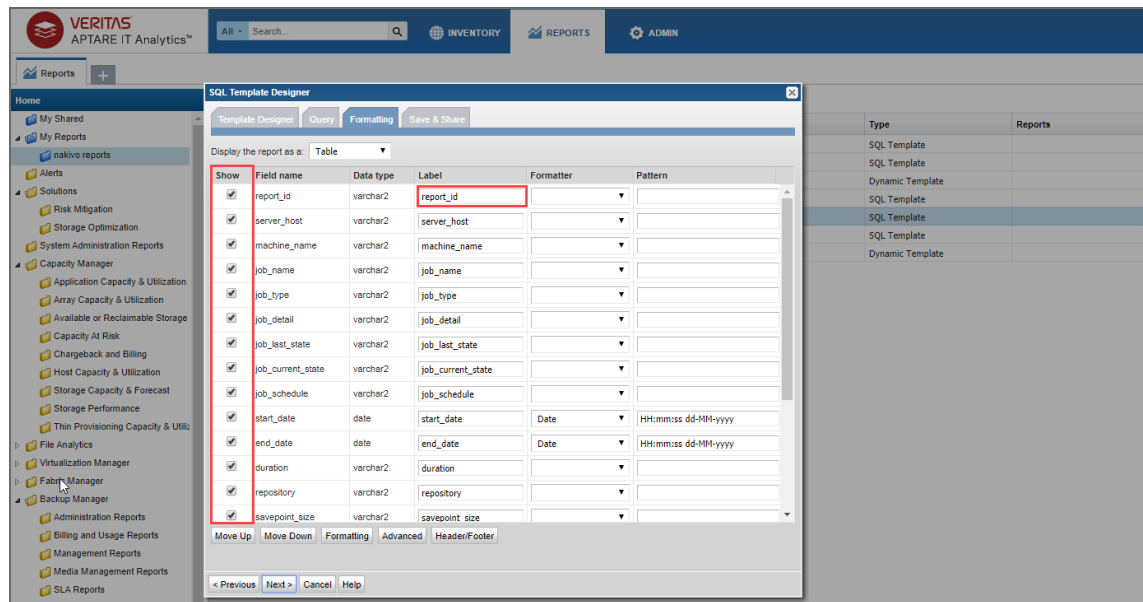 VERITAS
APTARE IT Analytics™
All Search... INVENTORY REPORTS ADMIN
Reports +
Home
My Shared
My Reports
nakivo reports
Alerts
Solutions
Risk Mitigation
Storage Optimization
System Administration Reports
Capacity Manager
Application Capacity & Utilization
Array Capacity & Utilization
Available or Reclaimable Storage
Capacity At Risk
Chargeback and Billing
Host Capacity & Utilization
Storage Capacity & Forecast
Storage Performance
Thin Provisioning Capacity & Utiliz
File Analytics
Virtualization Manager
Fabric Manager
Backup Manager
Administration Reports
Billing and Usage Reports
Management Reports
Media Management Reports
SLA Reports
SQL Template Designer
Template Designer Query Formatting Save & Share
Display the report as a: Table
Show Field name Data type Label Formatter Pattern
report_id varchar2 report_id
server_host varchar2 server_host
machine_name varchar2 machine_name
job_name varchar2 job_name
job_type varchar2 job_type
job_detail varchar2 job_detail
job_last_state varchar2 job_last_state
job_current_state varchar2 job_current_state
job_schedule varchar2 job_schedule
start_date date start_date Date HH:mm:ss dd-MM-yyyy
end_date date end_date Date HH:mm:ss dd-MM-yyyy
duration varchar2 duration
repository varchar2 repository
savepoint_size varchar2 savepoint_size
Move Up Move Down Formatting Advanced Header/Footer
< Previous Next > Cancel Help
Type Reports
SQL Template
SQL Template
Dynamic Template
SQL Template
SQL Template
SQL Template
Dynamic Template